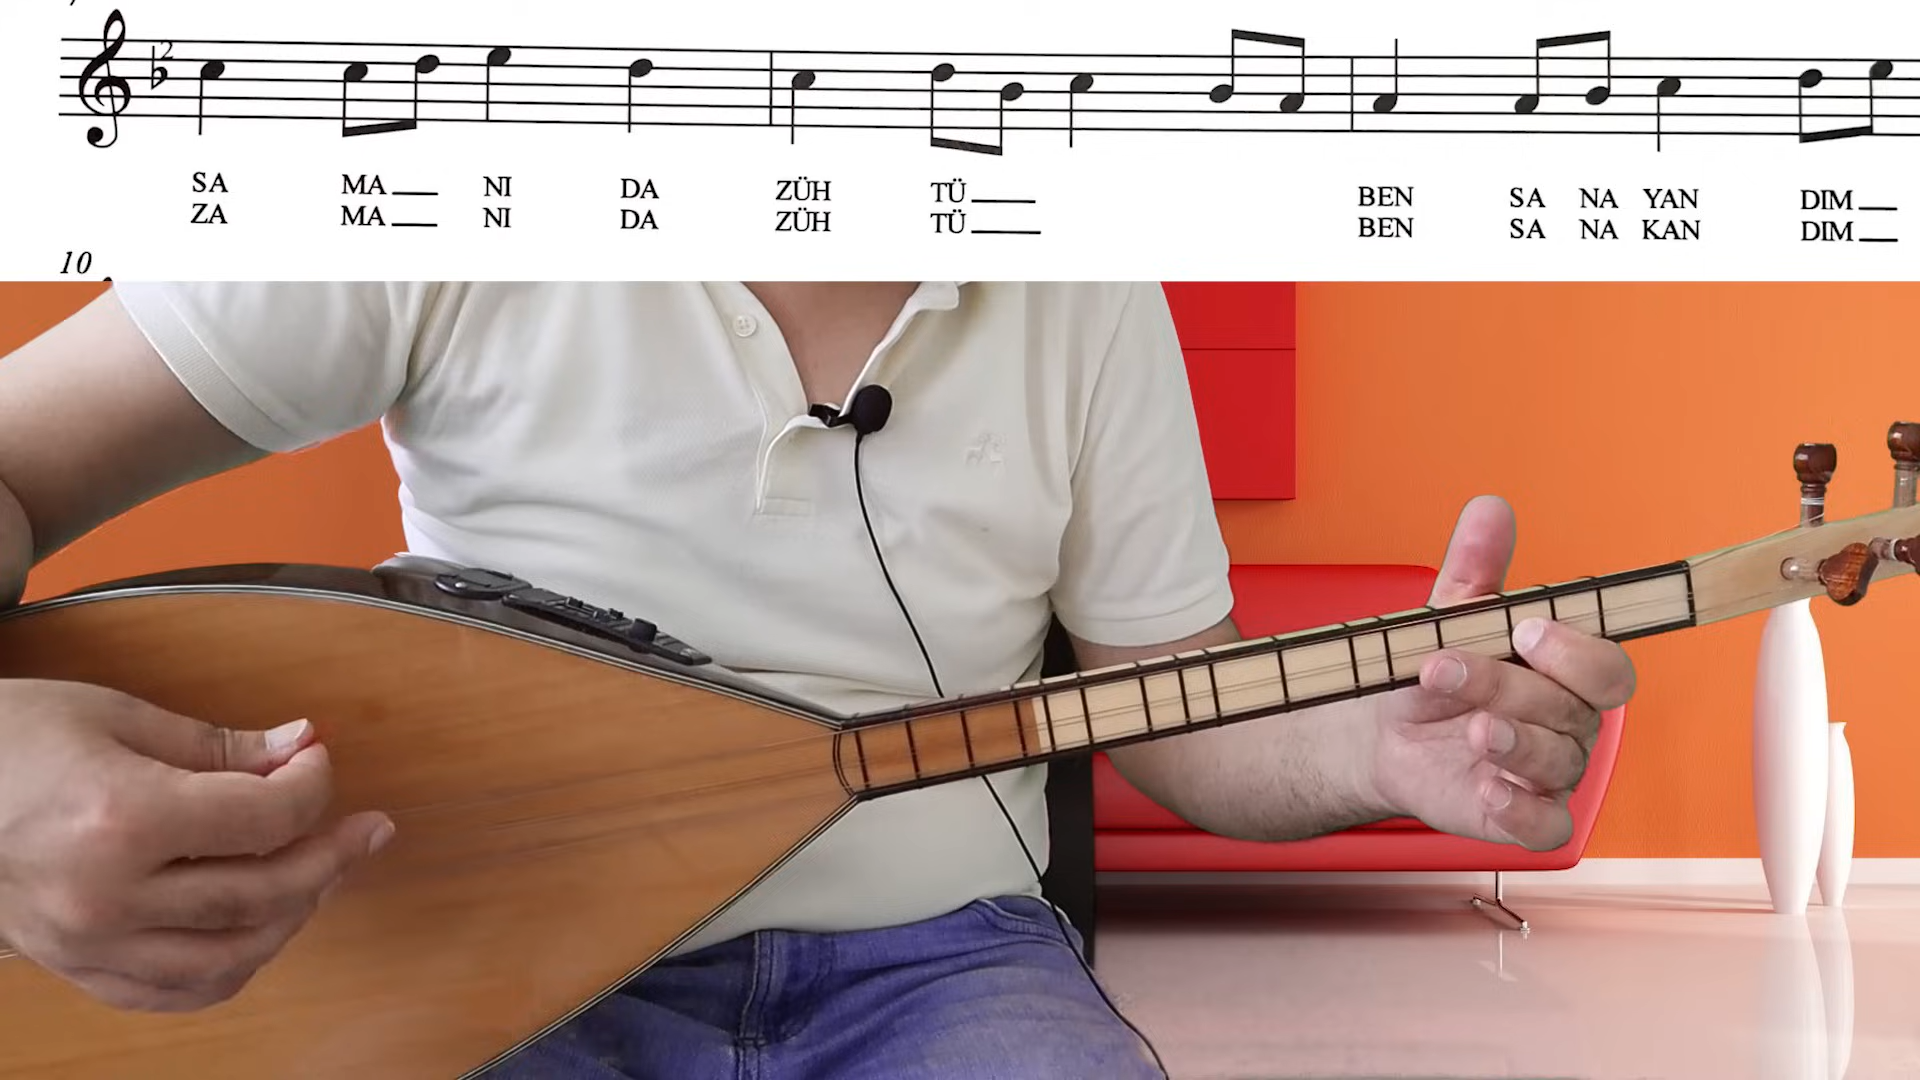 2
SA MA NI DA ZÜH TÜ BEN SA NA YAN DIM
ZA MA NI DA ZÜH TÜ BEN SA NA KAN DIM
10